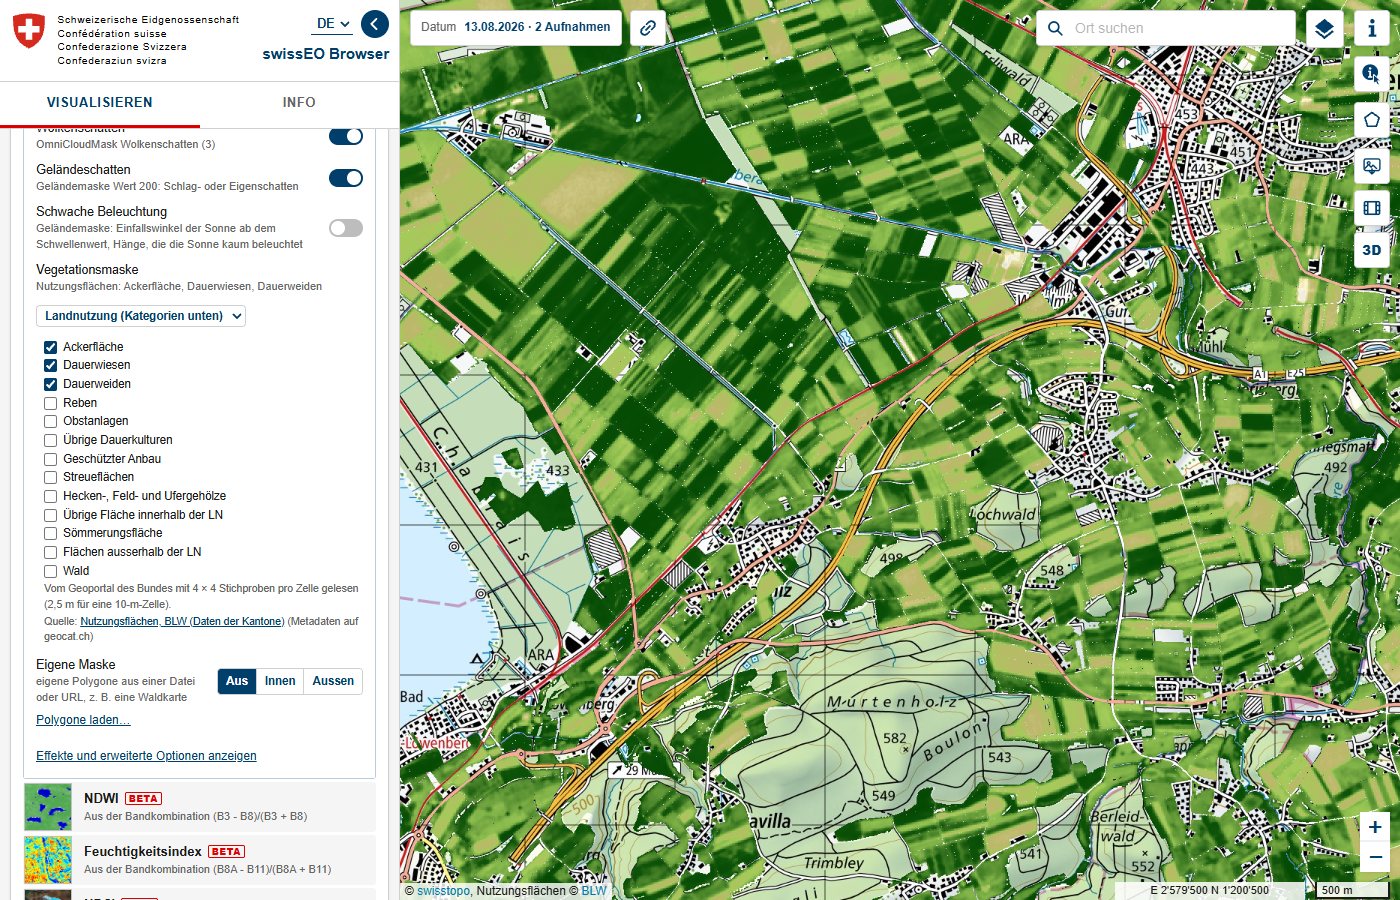 Schweizerische Eidgenossenschaft
Confédération suisse
Confederazione Svizzera
Confederaziun svizra
DE
swissEO Browser
VISUALISIEREN
INFO
Wolkenschatten
OmniCloudMask Wolkenschatten (3)
Geländeschatten
Geländemaske Wert 200: Schlag- oder Eigenschatten
Schwache Beleuchtung
Geländemaske: Einfallswinkel der Sonne ab dem
Schwellenwert, Hänge, die die Sonne kaum beleuchtet
Vegetationsmaske
Nutzungsflächen: Ackerfläche, Dauerwiesen, Dauerweiden
Landnutzung (Kategorien unten)
Ackerfläche
Dauerwiesen
Dauerweiden
Reben
Obstanlagen
Übrige Dauerkulturen
Geschützter Anbau
Streueflächen
Hecken-, Feld- und Ufergehölze
Übrige Fläche innerhalb der LN
Sömmerungsfläche
Flächen ausserhalb der LN
Wald
Vom Geoportal des Bundes mit 4 × 4 Stichproben pro Zelle gelesen
(2,5 m für eine 10-m-Zelle).
Quelle: Nutzungsflächen, BLW (Daten der Kantone) (Metadaten auf
geocat.ch)
Eigene Maske
eigene Polygone aus einer Datei
oder URL, z. B. eine Waldkarte
Aus
Innen
Aussen
Polygone laden…
Effekte und erweiterte Optionen anzeigen
NDWI BETA
Aus der Bandkombination (B3 - B8)/(B3 + B8)
Feuchtigkeitsindex BETA
Aus der Bandkombination (B8A - B11)/(B8A + B11)
Datum 13.08.2026 · 2 Aufnahmen
Ort suchen
3D
453
451
443
ARA
Gur.
A1
E25
492
431
433
Chablais
Lochwald
498
548
ARA
Bad
Löwenberg
Murtenholz
582
Boulon
543
549
29 M
500
avilla
Trimbley
541
Berleid-
wald
552
© swisstopo, Nutzungsflächen © BLW
E 2'579'500 N 1'200'500
500 m